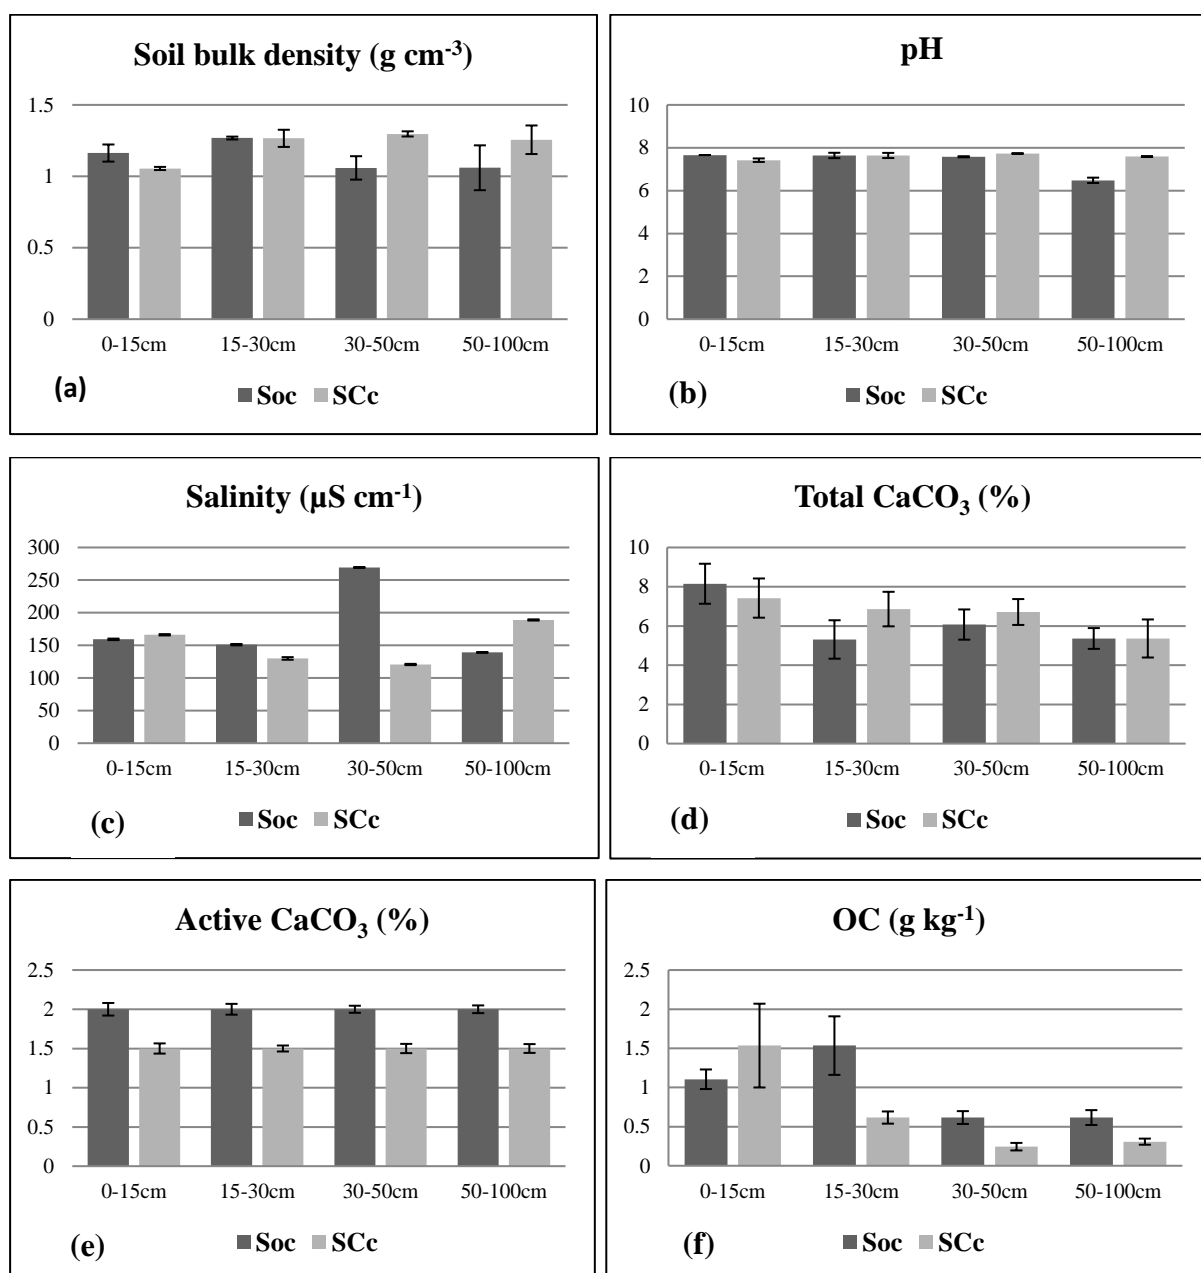 Soil bulk density (g cm-3)
1.5
1
0.5
0
0-15cm 15-30cm 30-50cm 50-100cm
(a) Soc SCc
pH
10
8
6
4
2
0
0-15cm 15-30cm 30-50cm 50-100cm
(b) Soc SCc
Salinity (µS cm-1)
300
250
200
150
100
50
0
0-15cm 15-30cm 30-50cm 50-100cm
(c) Soc SCc
Total CaCO3 (%)
10
8
6
4
2
0
0-15cm 15-30cm 30-50cm 50-100cm
(d) Soc SCc
Active CaCO3 (%)
2.5
2
1.5
1
0.5
0
0-15cm 15-30cm 30-50cm 50-100cm
(e) Soc SCc
OC (g kg-1)
2.5
2
1.5
1
0.5
0
0-15cm 15-30cm 30-50cm 50-100cm
(f) Soc SCc